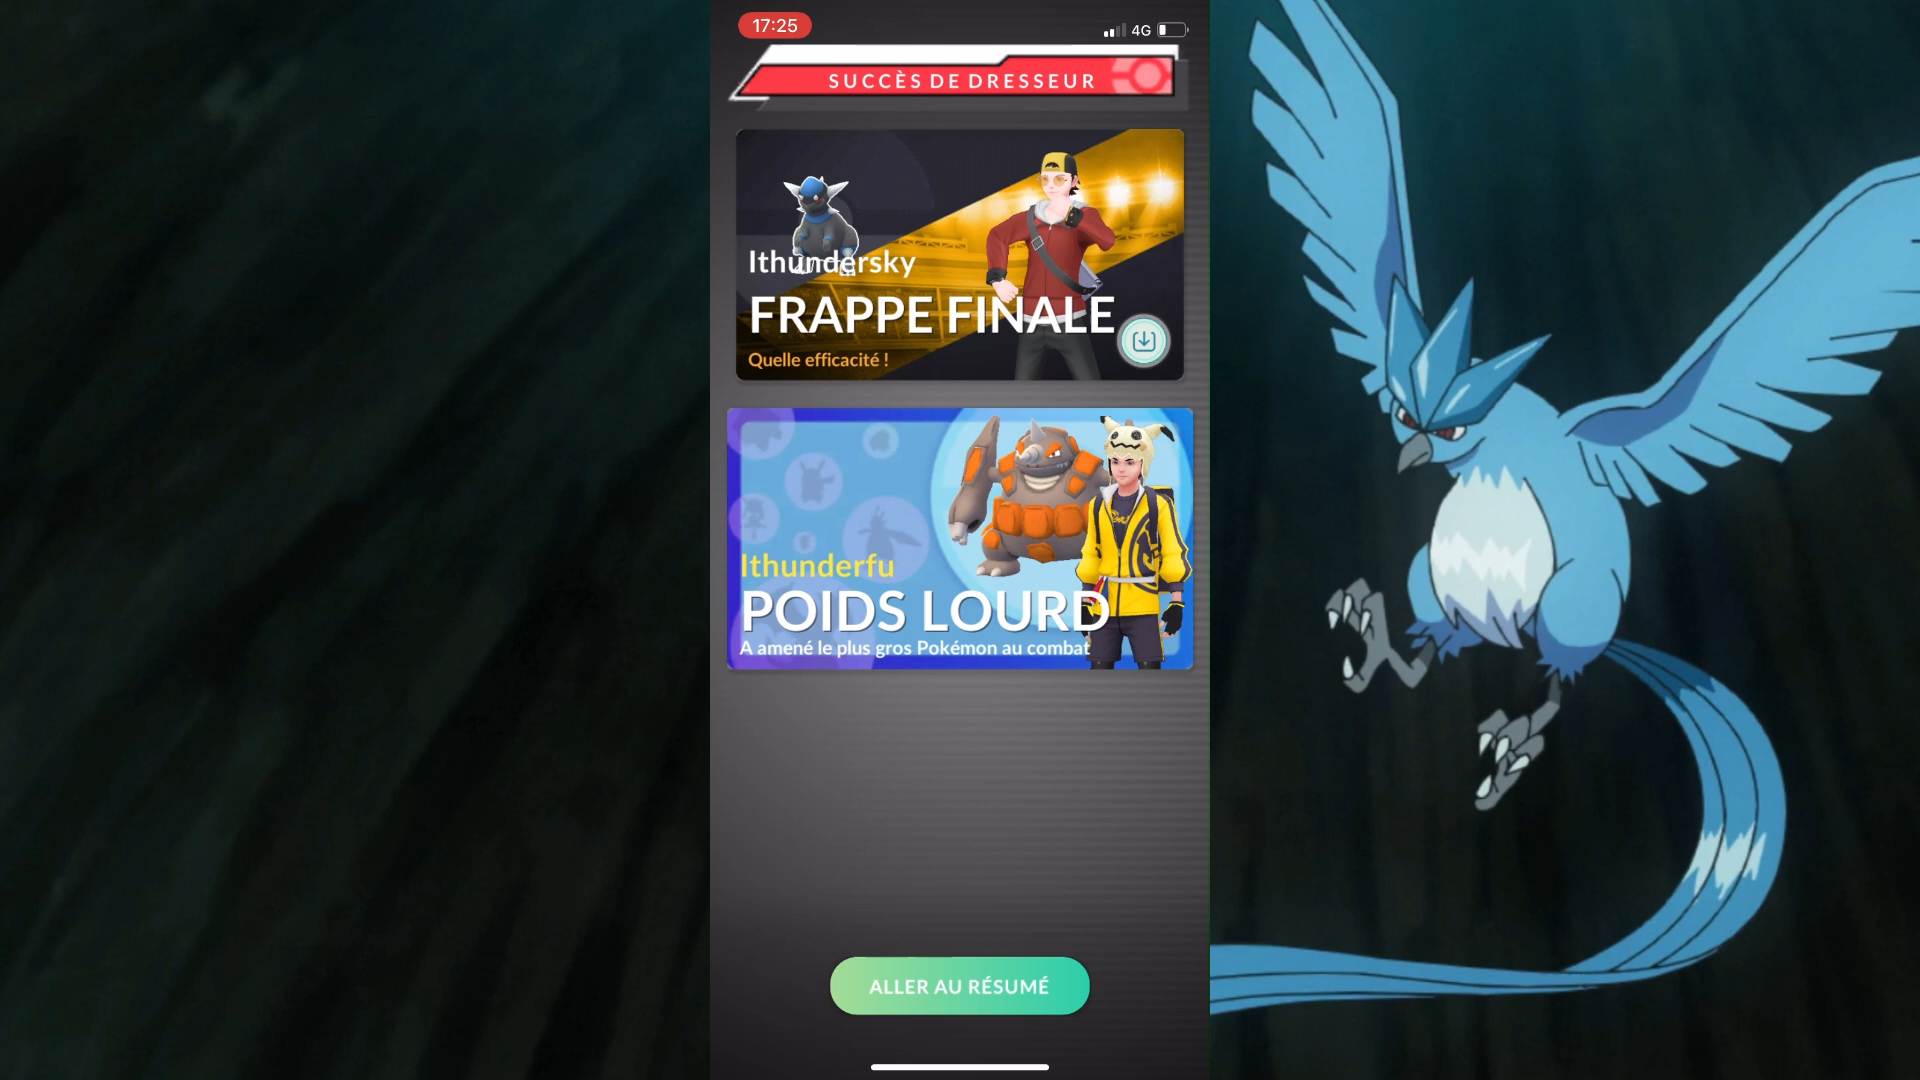 17:25
4G
SUCCÈS DE DRESSEUR
Ithundersky
FRAPPE FINALE
Quelle efficacité !
Ithunderfu
POIDS LOURD
A amené le plus gros Pokémon au combat
ALLER AU RÉSUMÉ